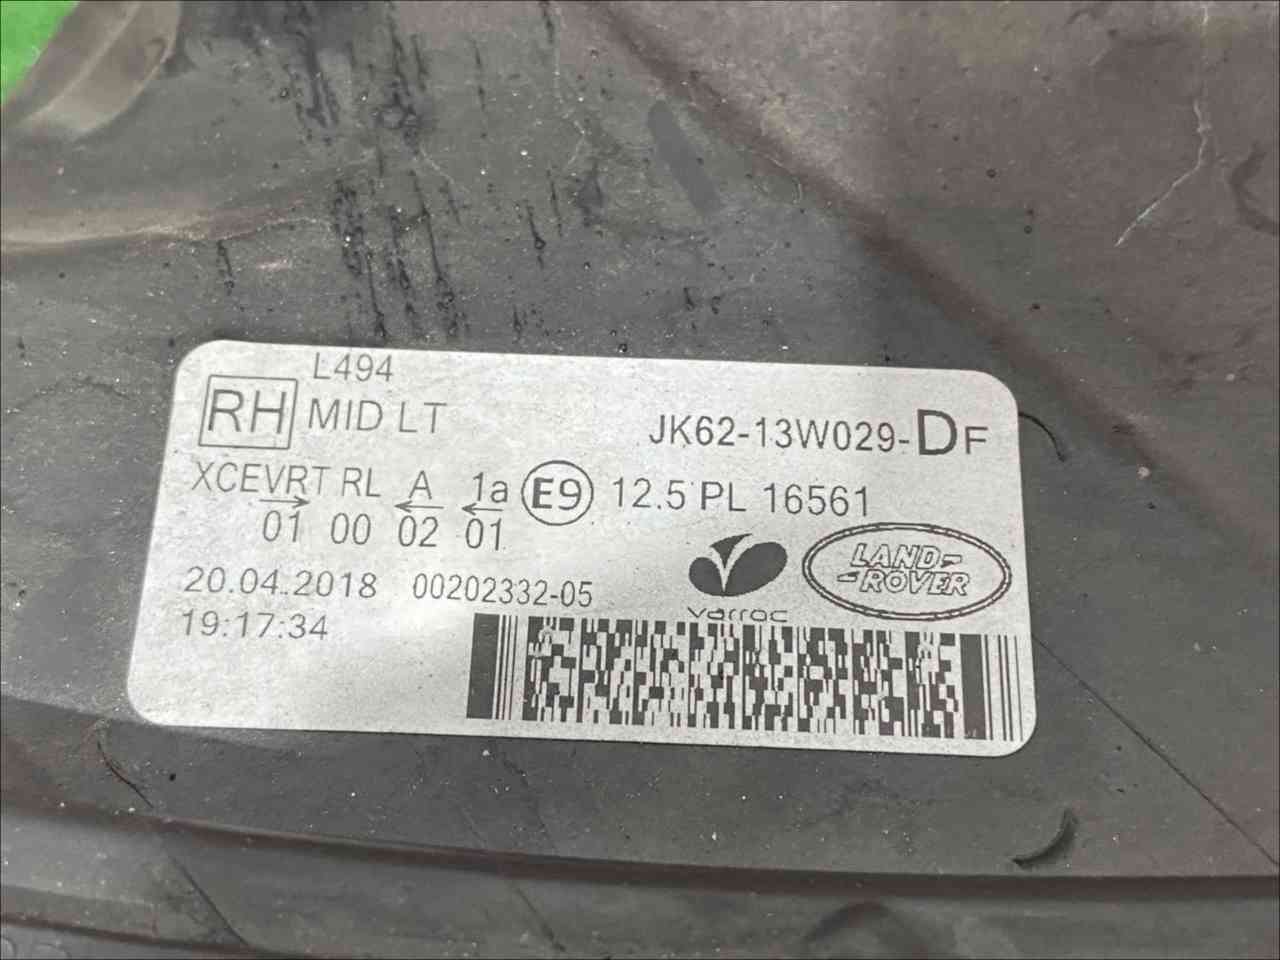 L494
RH MID LT JK62-13W029-DF
XCEVRT RL A 1a E9 12.5 PL 16561
→ ← ←
01 00 02 01
20.04.2018 00202332-05
19:17:34
varroc
LAND-
-ROVER